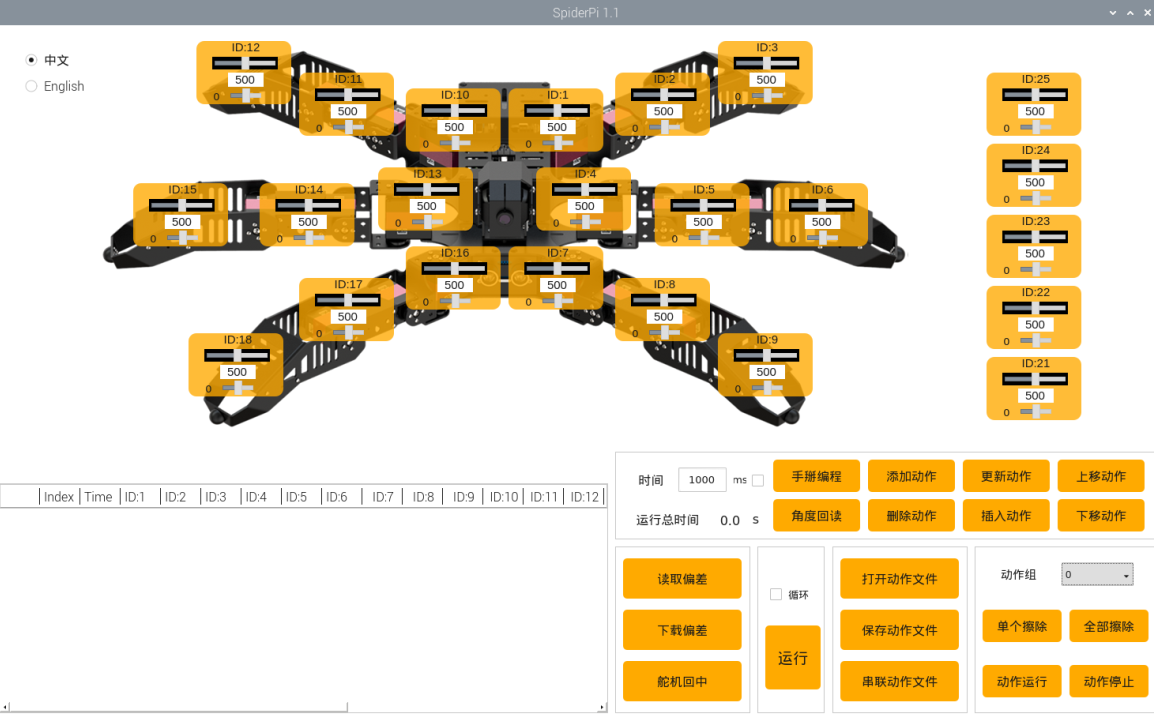 SpiderPi 1.1
中文
English
ID:12
500
0
ID:11
500
0
ID:10
500
0
ID:1
500
0
ID:2
500
0
ID:3
500
0
ID:25
500
0
ID:24
500
0
ID:15
500
0
ID:14
500
0
ID:13
500
0
ID:4
500
0
ID:5
500
0
ID:6
500
0
ID:23
500
0
ID:18
500
0
ID:17
500
0
ID:16
500
0
ID:7
500
0
ID:8
500
0
ID:9
500
0
ID:22
500
0
ID:21
500
0
Index Time ID:1 ID:2 ID:3 ID:4 ID:5 ID:6 ID:7 ID:8 ID:9 ID:10 ID:11 ID:12
时间 1000 ms 手掰编程 添加动作 更新动作 上移动作
运行总时间 0.0 s 角度回读 删除动作 插入动作 下移动作
读取偏差
下载偏差
舵机回中
循环
运行
打开动作文件
保存动作文件
串联动作文件
动作组 0
单个擦除 全部擦除
动作运行 动作停止